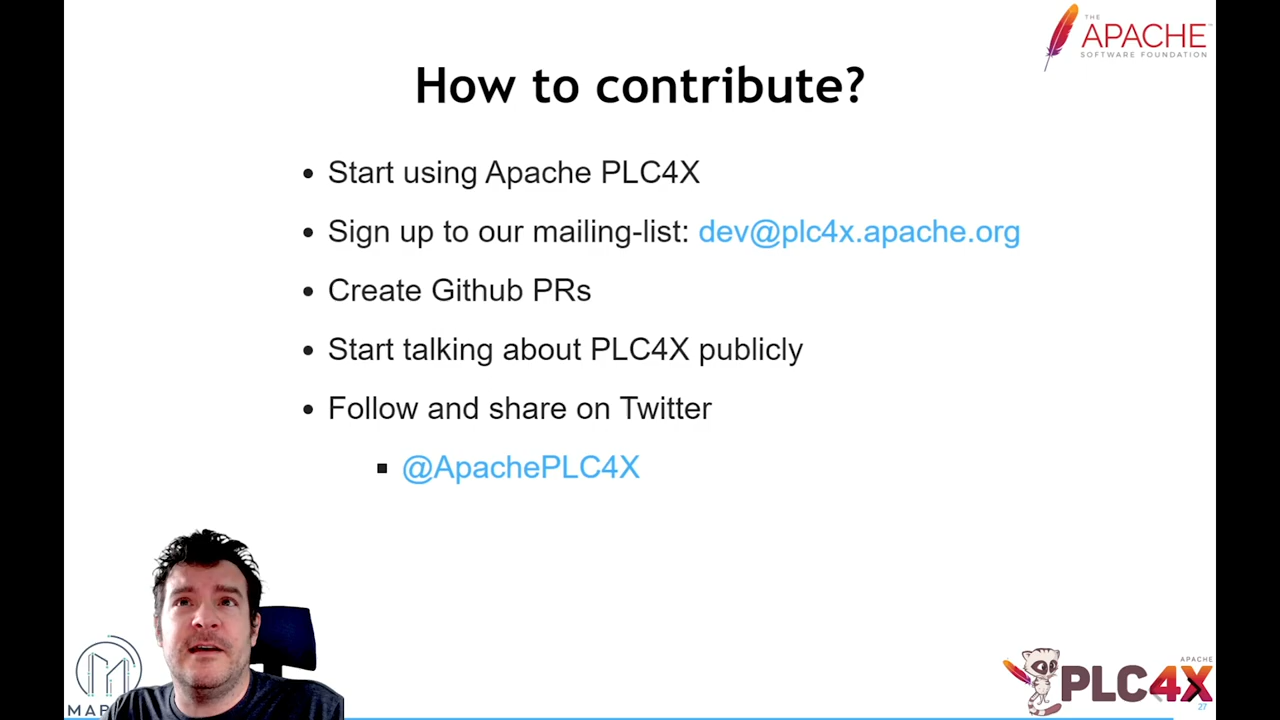 THE
APACHE
SOFTWARE FOUNDATION
How to contribute?
• Start using Apache PLC4X
• Sign up to our mailing-list: dev@plc4x.apache.org
• Create Github PRs
• Start talking about PLC4X publicly
• Follow and share on Twitter
▪ @ApachePLC4X
APACHE
PLC4X
27